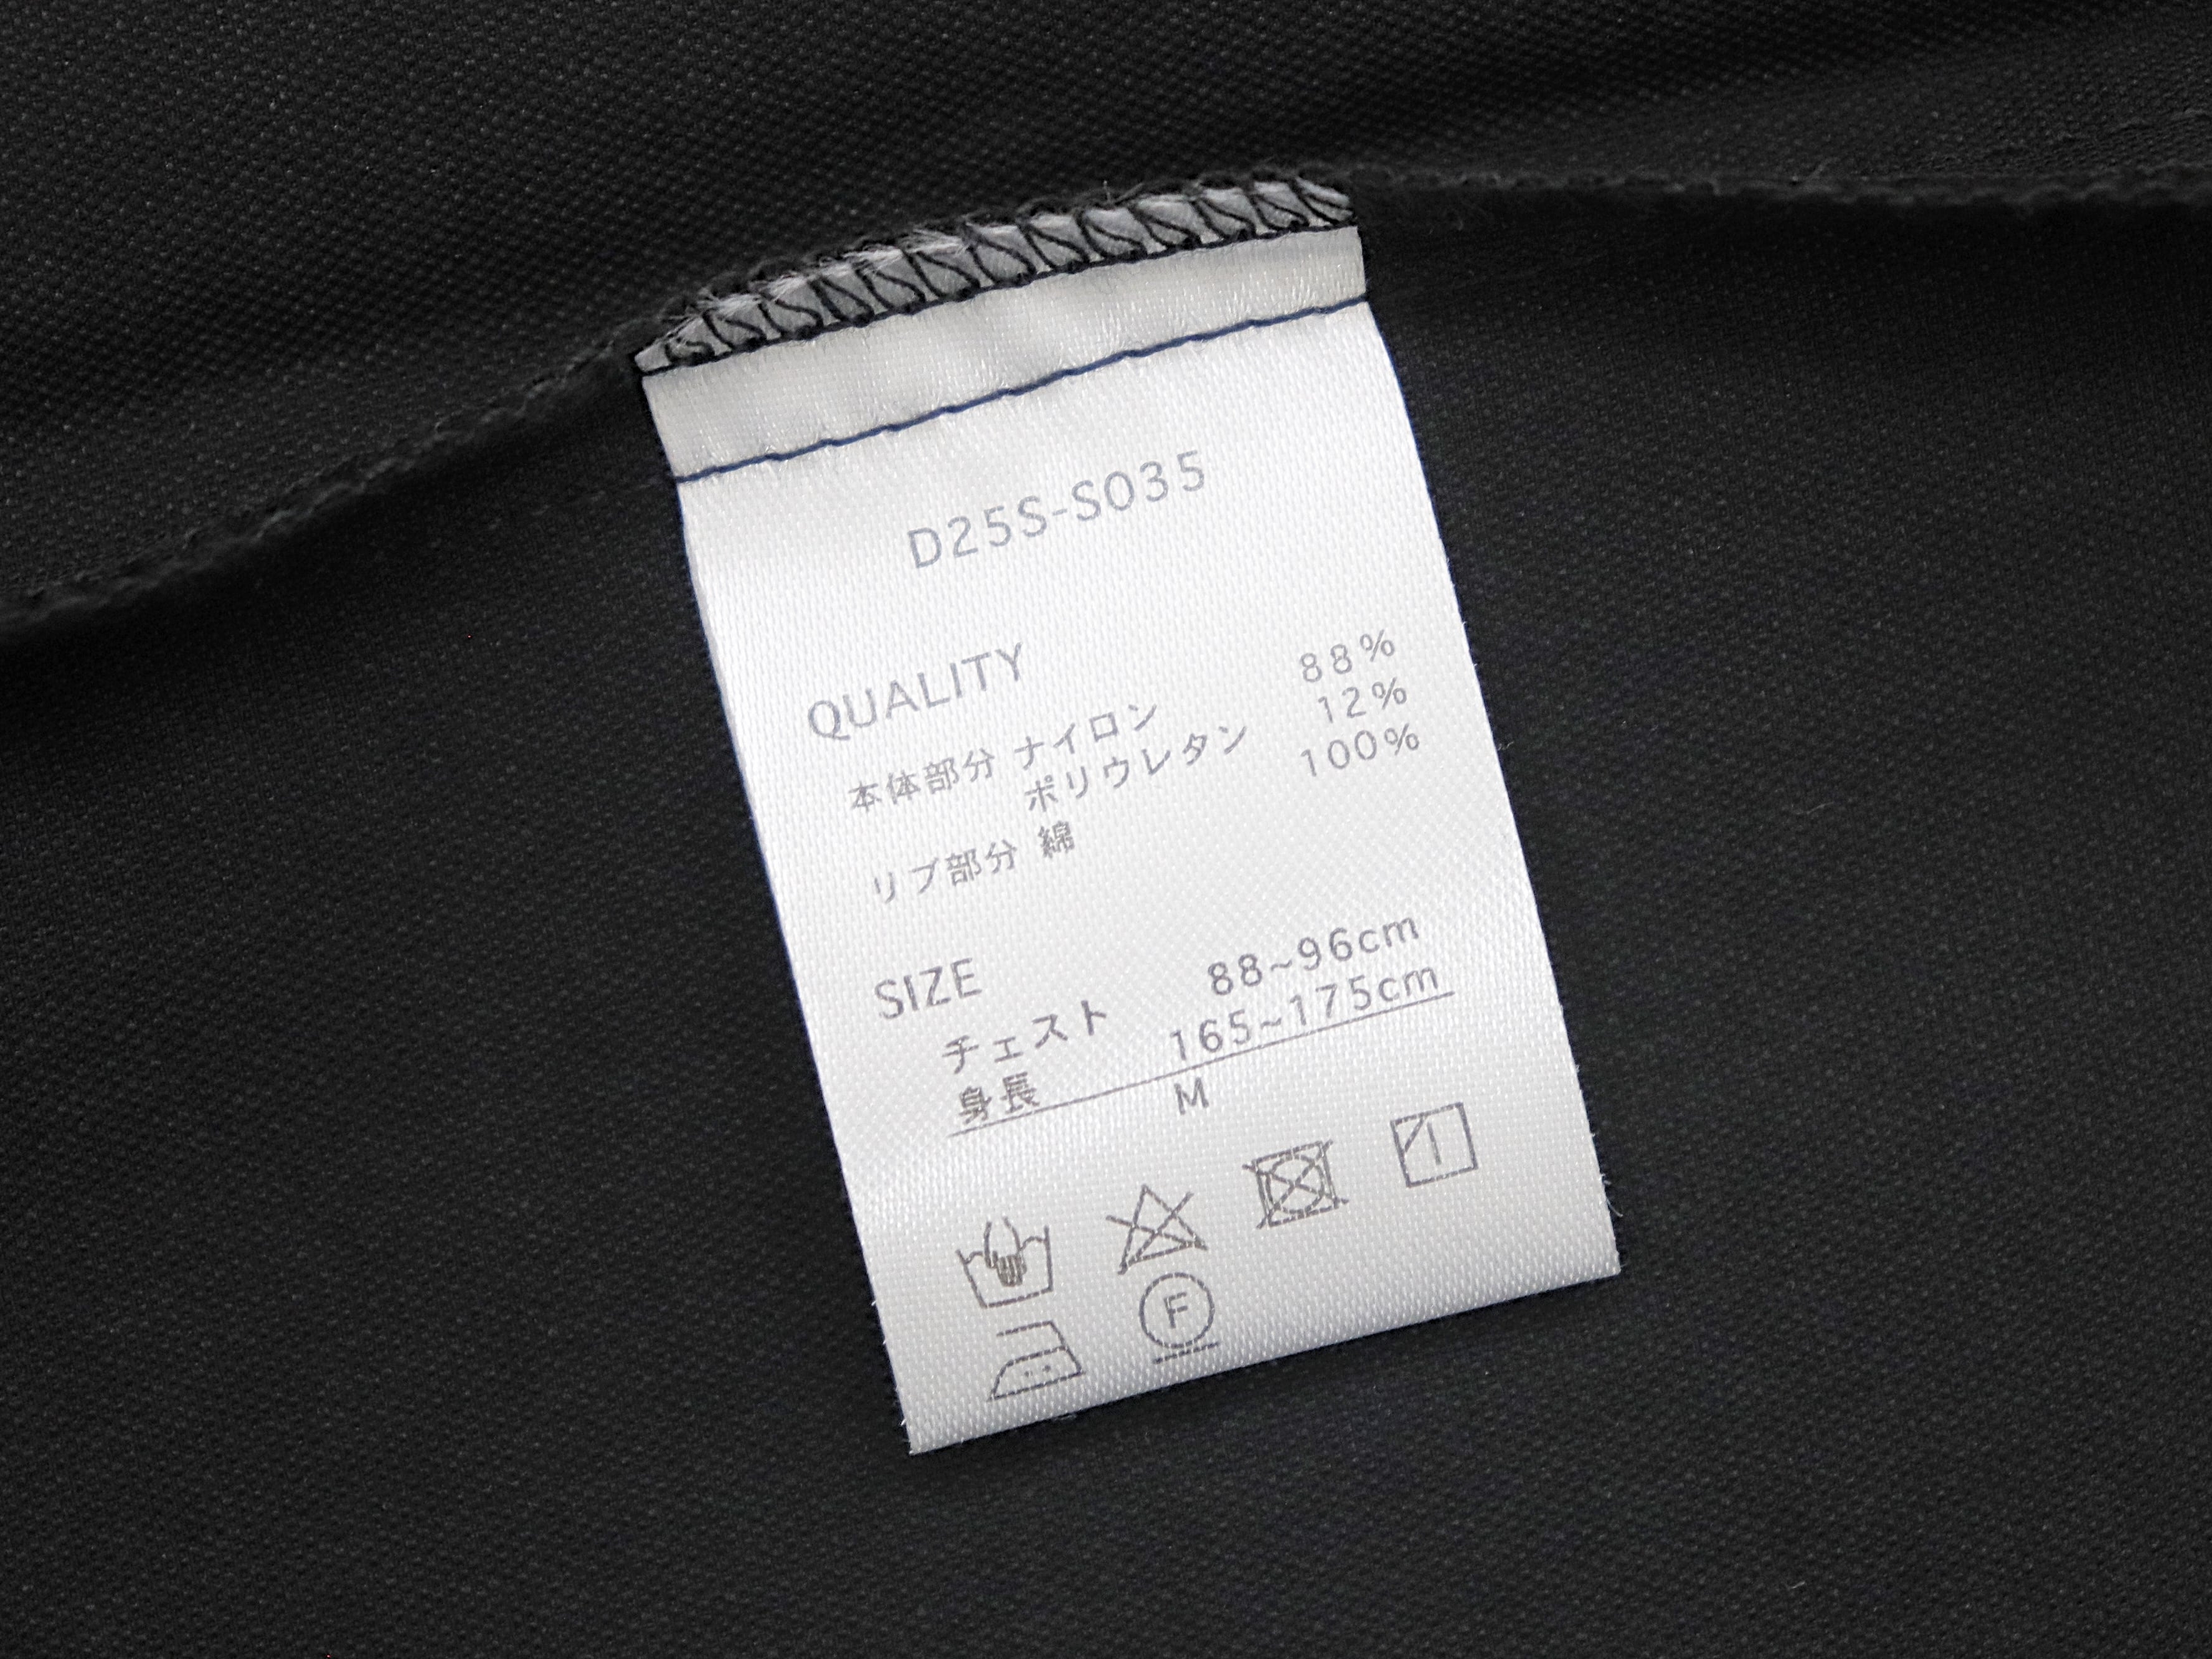 D25S-S035
QUALITY
本体部分 ナイロン 88%
ポリウレタン 12%
リブ部分 綿 100%
SIZE
チェスト 88~96cm
身長 165~175cm
M
F